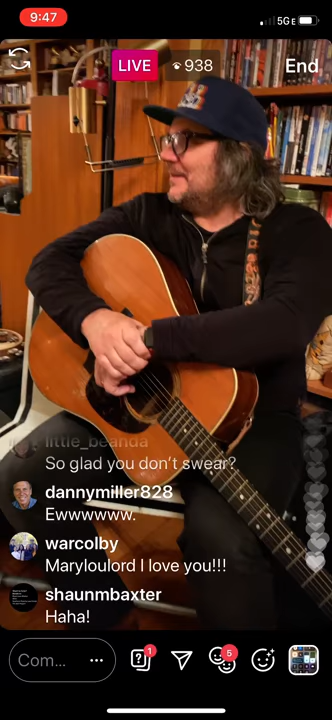 9:47
5GE
LIVE
938
End
little_beanda
So glad you don't swear?
dannymiller828
Ewwwwww.
warcolby
Maryloulord I love you!!!
shaunmbaxter
Haha!
Com...
1
5